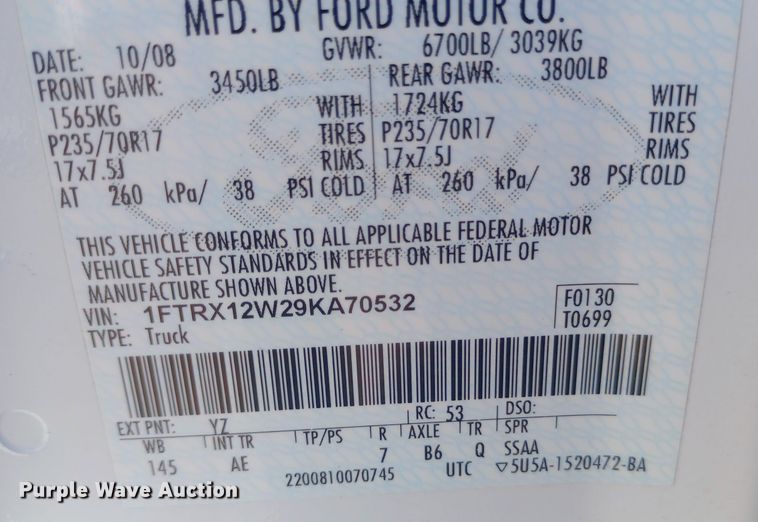 MFD. BY FORD MOTOR CO.
DATE: 10/08 GVWR: 6700LB/ 3039KG
FRONT GAWR: 3450LB REAR GAWR: 3800LB
1565KG WITH 1724KG WITH
P235/70R17 TIRES P235/70R17 TIRES
17x7.5J RIMS 17x7.5J RIMS
AT 260 kPa/ 38 PSI COLD AT 260 kPa/ 38 PSI COLD
THIS VEHICLE CONFORMS TO ALL APPLICABLE FEDERAL MOTOR
VEHICLE SAFETY STANDARDS IN EFFECT ON THE DATE OF
MANUFACTURE SHOWN ABOVE.
VIN: 1FTRX12W29KA70532 F0130
TYPE: Truck T0699
EXT PNT: YZ RC: 53 DSO:
WB INT TR TP/PS R AXLE TR SPR
145 AE 7 B6 Q SSAA
2200810070745 UTC ▽5U5A-1520472-BA
Purple Wave Auction